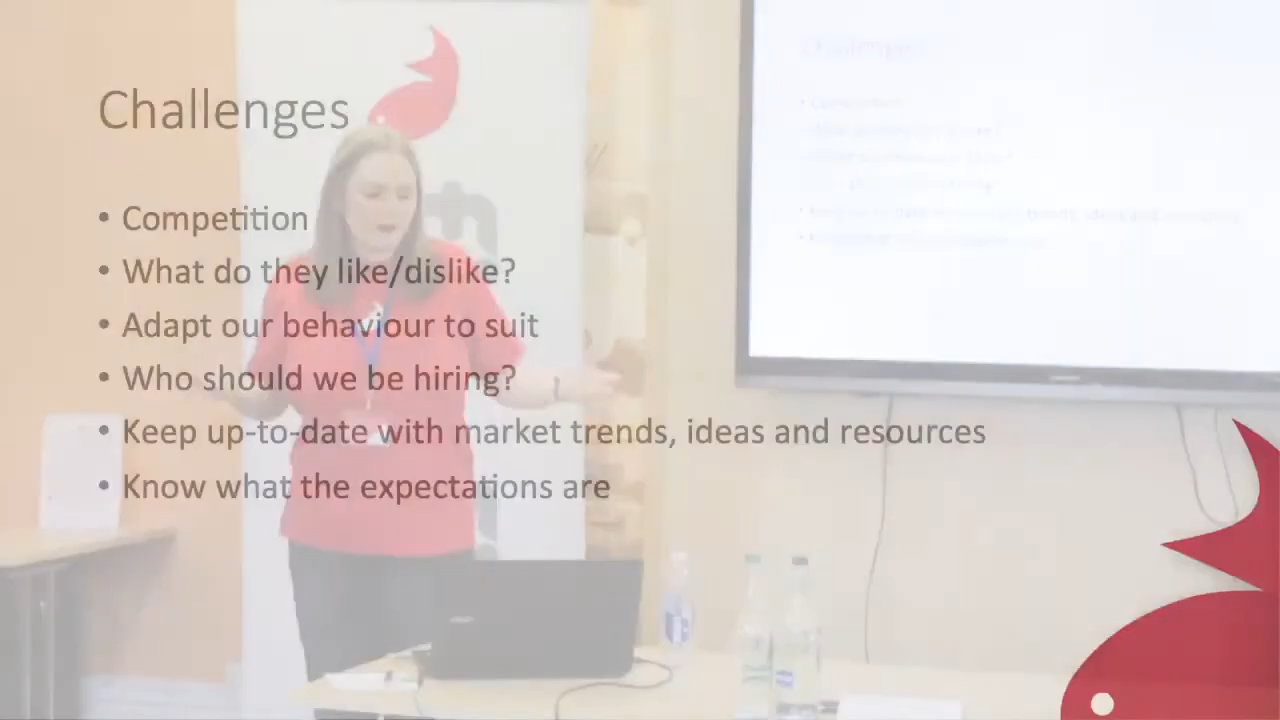 Challenges
• Competition
• What do they like/dislike?
• Adapt our behaviour to suit
• Who should we be hiring?
• Keep up-to-date with market trends, ideas and resources
• Know what the expectations are